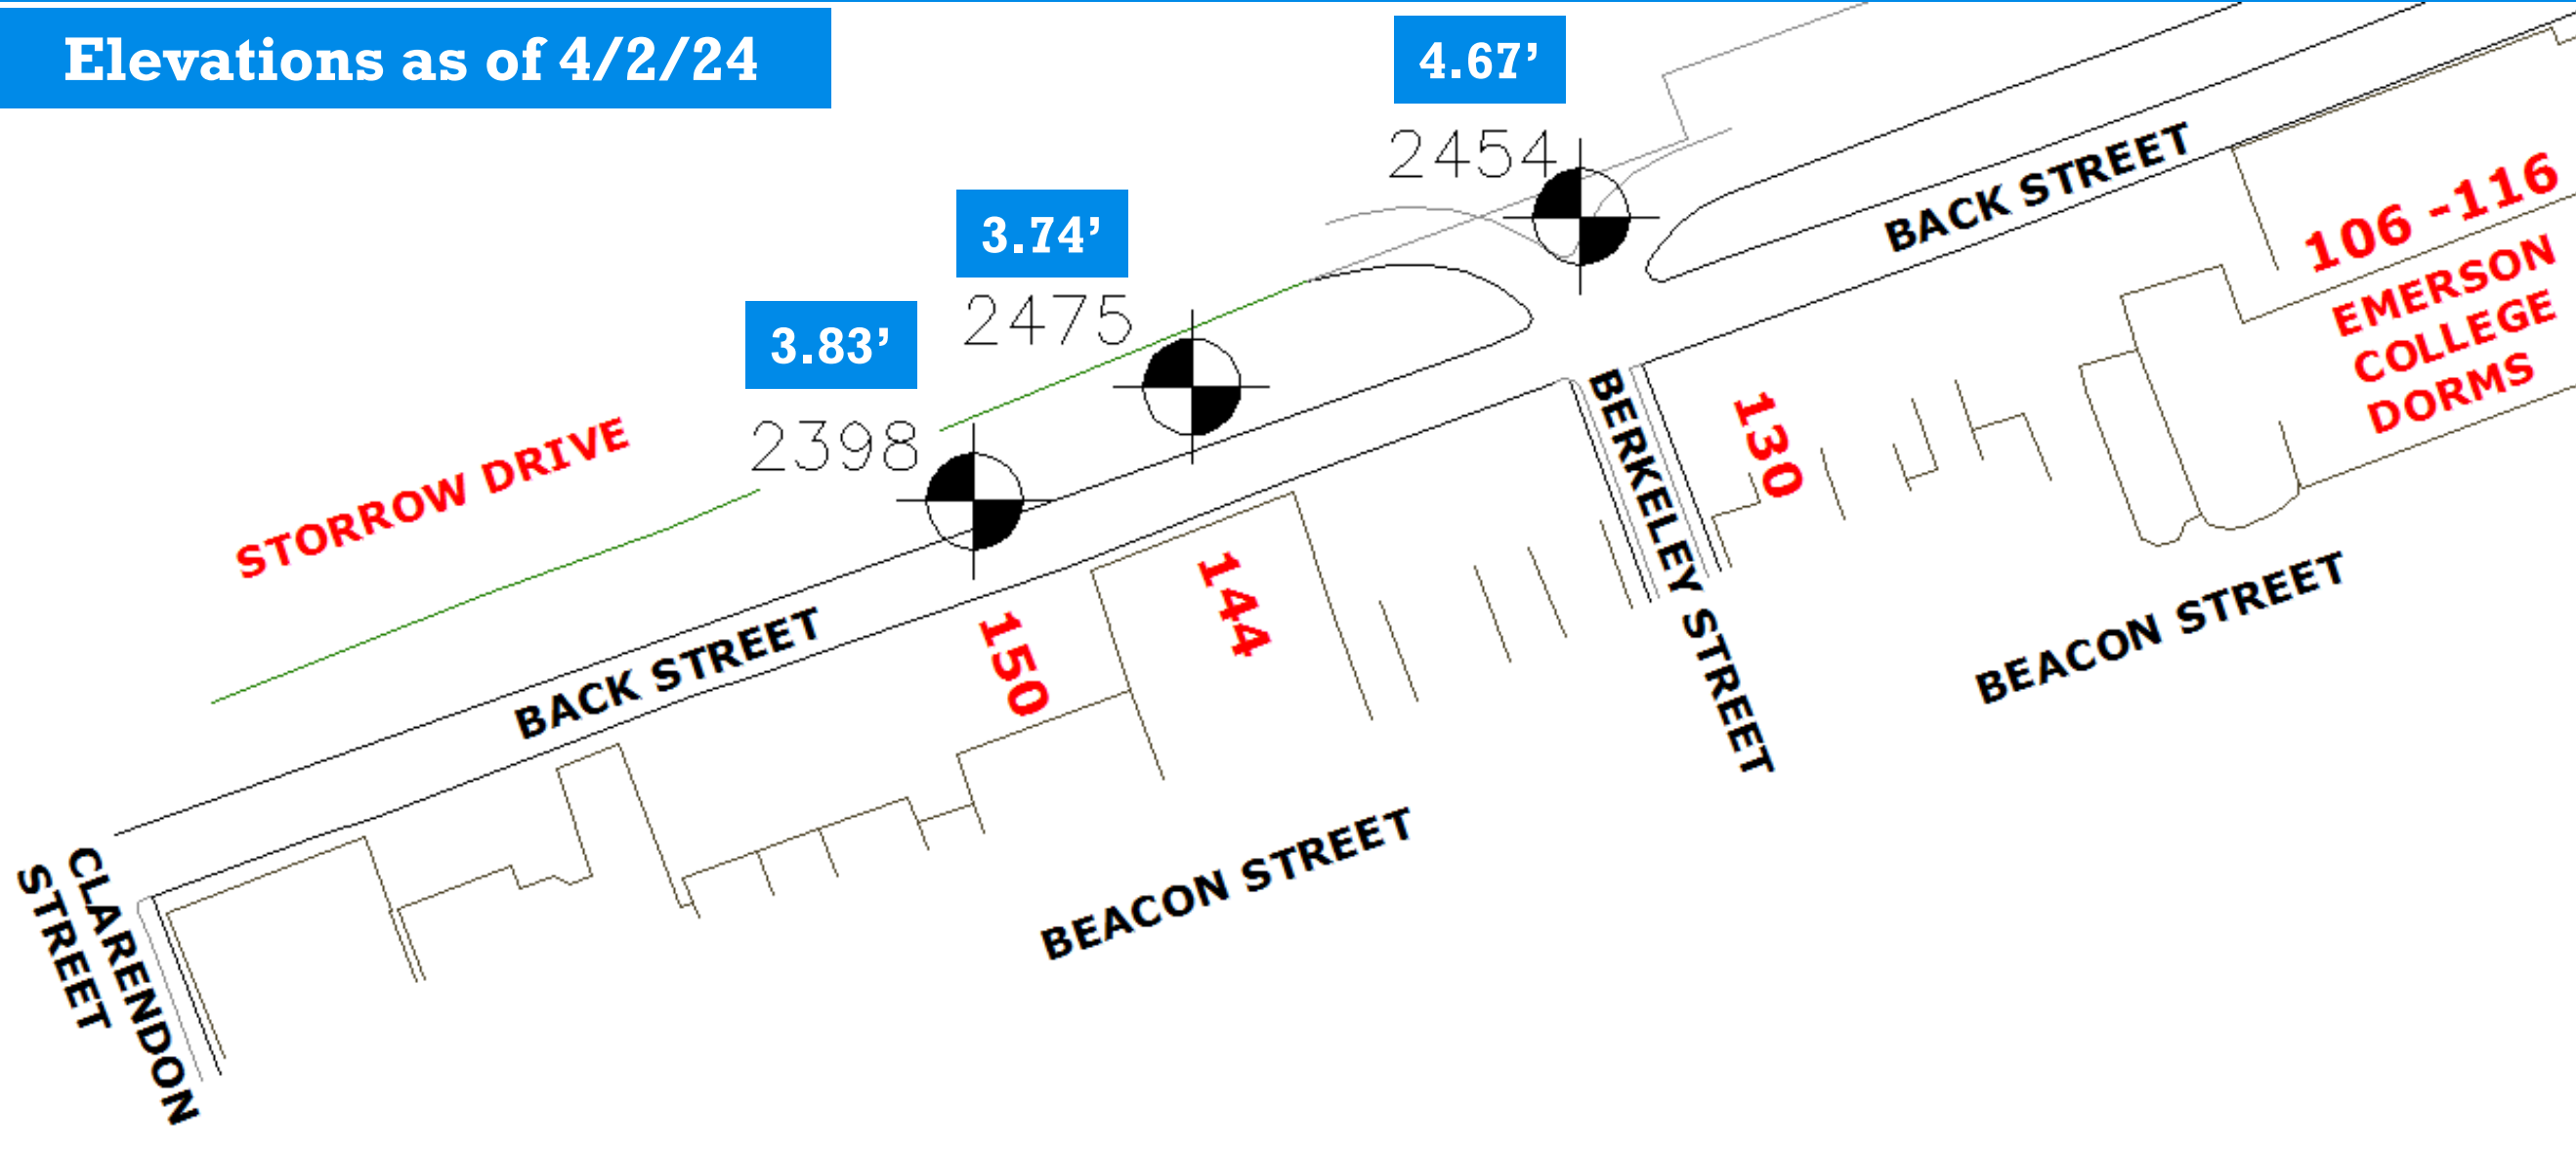 Elevations as of 4/2/24
4.67’
2454
3.74’
2475
3.83’
2398
STORROW DRIVE
BACK STREET
BACK STREET
106 -116
EMERSON
COLLEGE
DORMS
130
BERKELEY STREET
144
150
BEACON STREET
BEACON STREET
CLARENDON
STREET